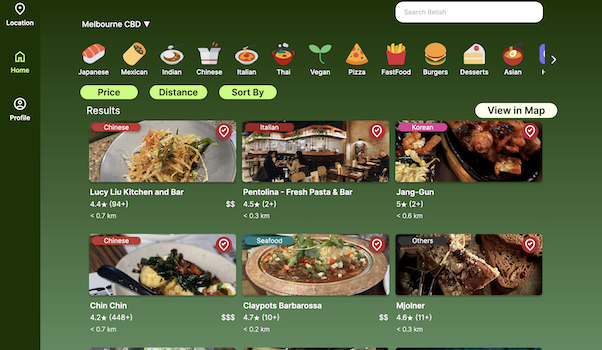 Location
Home
Profile
Melbourne CBD ▼
Search Relish
Japanese
Mexican
Indian
Chinese
Italian
Thai
Vegan
Pizza
FastFood
Burgers
Desserts
Asian
H
Price
Distance
Sort By
Results
View in Map
Chinese
Lucy Liu Kitchen and Bar
4.4★ (94+)
$$
< 0.7 km
Italian
Pentolina - Fresh Pasta & Bar
4.5★ (2+)
< 0.3 km
Korean
Jang-Gun
5★ (2+)
< 0.6 km
Chinese
Chin Chin
4.2★ (448+)
$$$
< 0.7 km
Seafood
Claypots Barbarossa
4.7★ (10+)
$$
< 0.2 km
Others
Mjolner
4.6★ (11+)
< 0.3 km